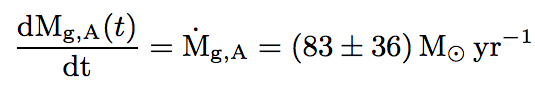 dM_{g,A}(t)/dt = Ṁ_{g,A} = (83 ± 36) M_⊙ yr^{−1}